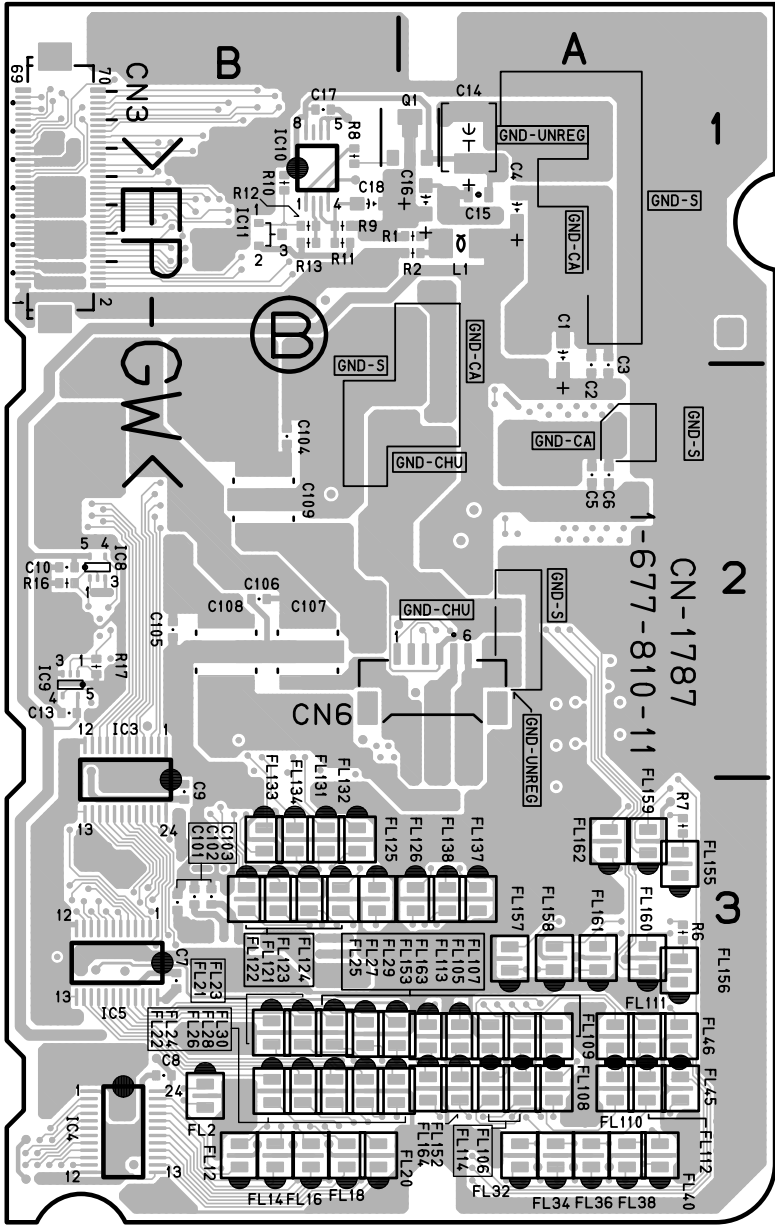 B
A
69
70
CN3
EP-GW
1
2
C17
8
5
R8
IC10
R10
1
4
C18
R12
R9
IC11
1
2
3
R13
R11
R1
R2
L1
Q1
C14
C16
C15
C4
GND-UNREG
GND-CA
GND-S
1
B
GND-S
GND-CA
GND-CHU
C104
C109
C1
C2
C3
GND-CA
GND-S
C5
C6
1-677-810-11
CN-1787
2
5
4
IC8
C10
R16
3
1
C106
C108
C107
C105
GND-CHU
GND-S
1
6
CN6
GND-UNREG
3
1
R17
IC9
4
5
C13
12
IC3
1
C9
13
24
FL133
FL134
FL131
FL132
C101
C102
C103
FL125
FL126
FL138
FL137
FL159
R7
FL162
FL155
3
12
1
FL157
FL158
FL161
FL160
R6
FL156
FL122
FL121
FL123
FL124
FL25
FL27
FL29
FL153
FL163
FL113
FL105
FL107
C7
FL21
FL23
13
IC5
FL111
FL22
FL24
FL26
FL28
FL30
FL109
FL46
C8
1
24
IC4
12
13
FL2
FL108
FL45
FL12
FL14
FL16
FL18
FL20
FL164
FL152
FL114
FL106
FL32
FL34
FL36
FL38
FL40
FL110
FL112